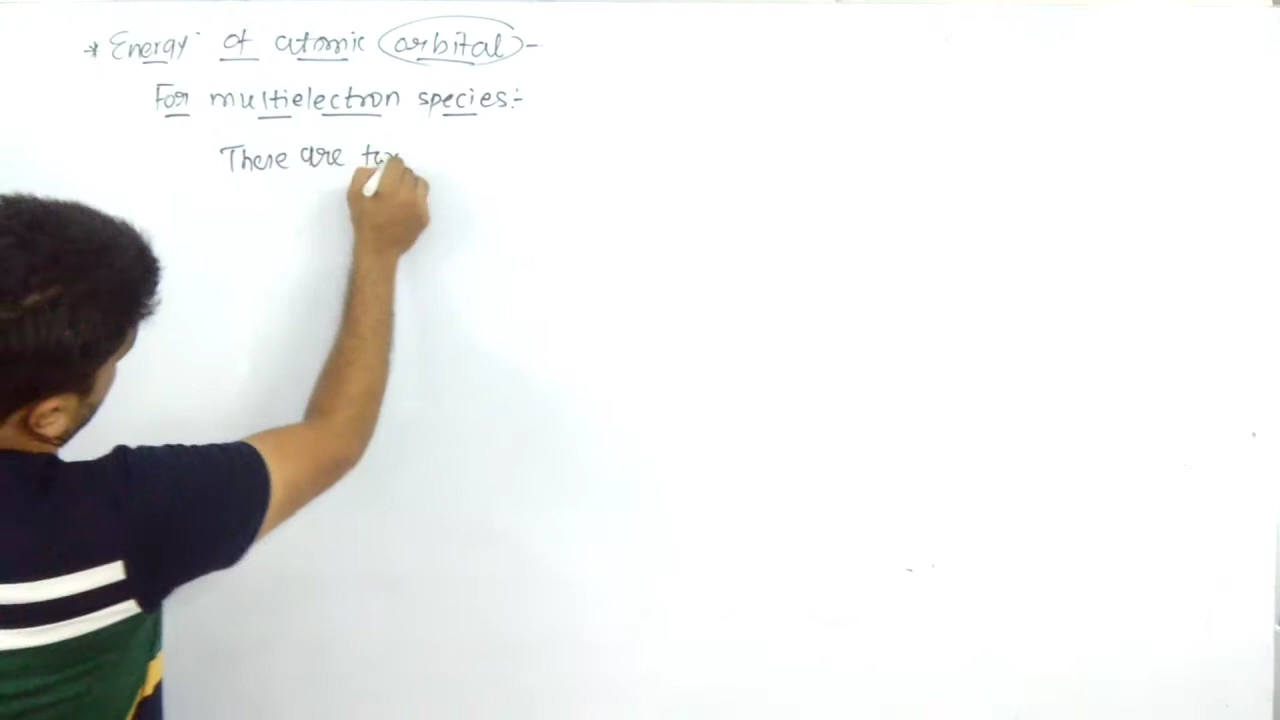 * Energy of atomic orbital -
For multielectron species:-
There are